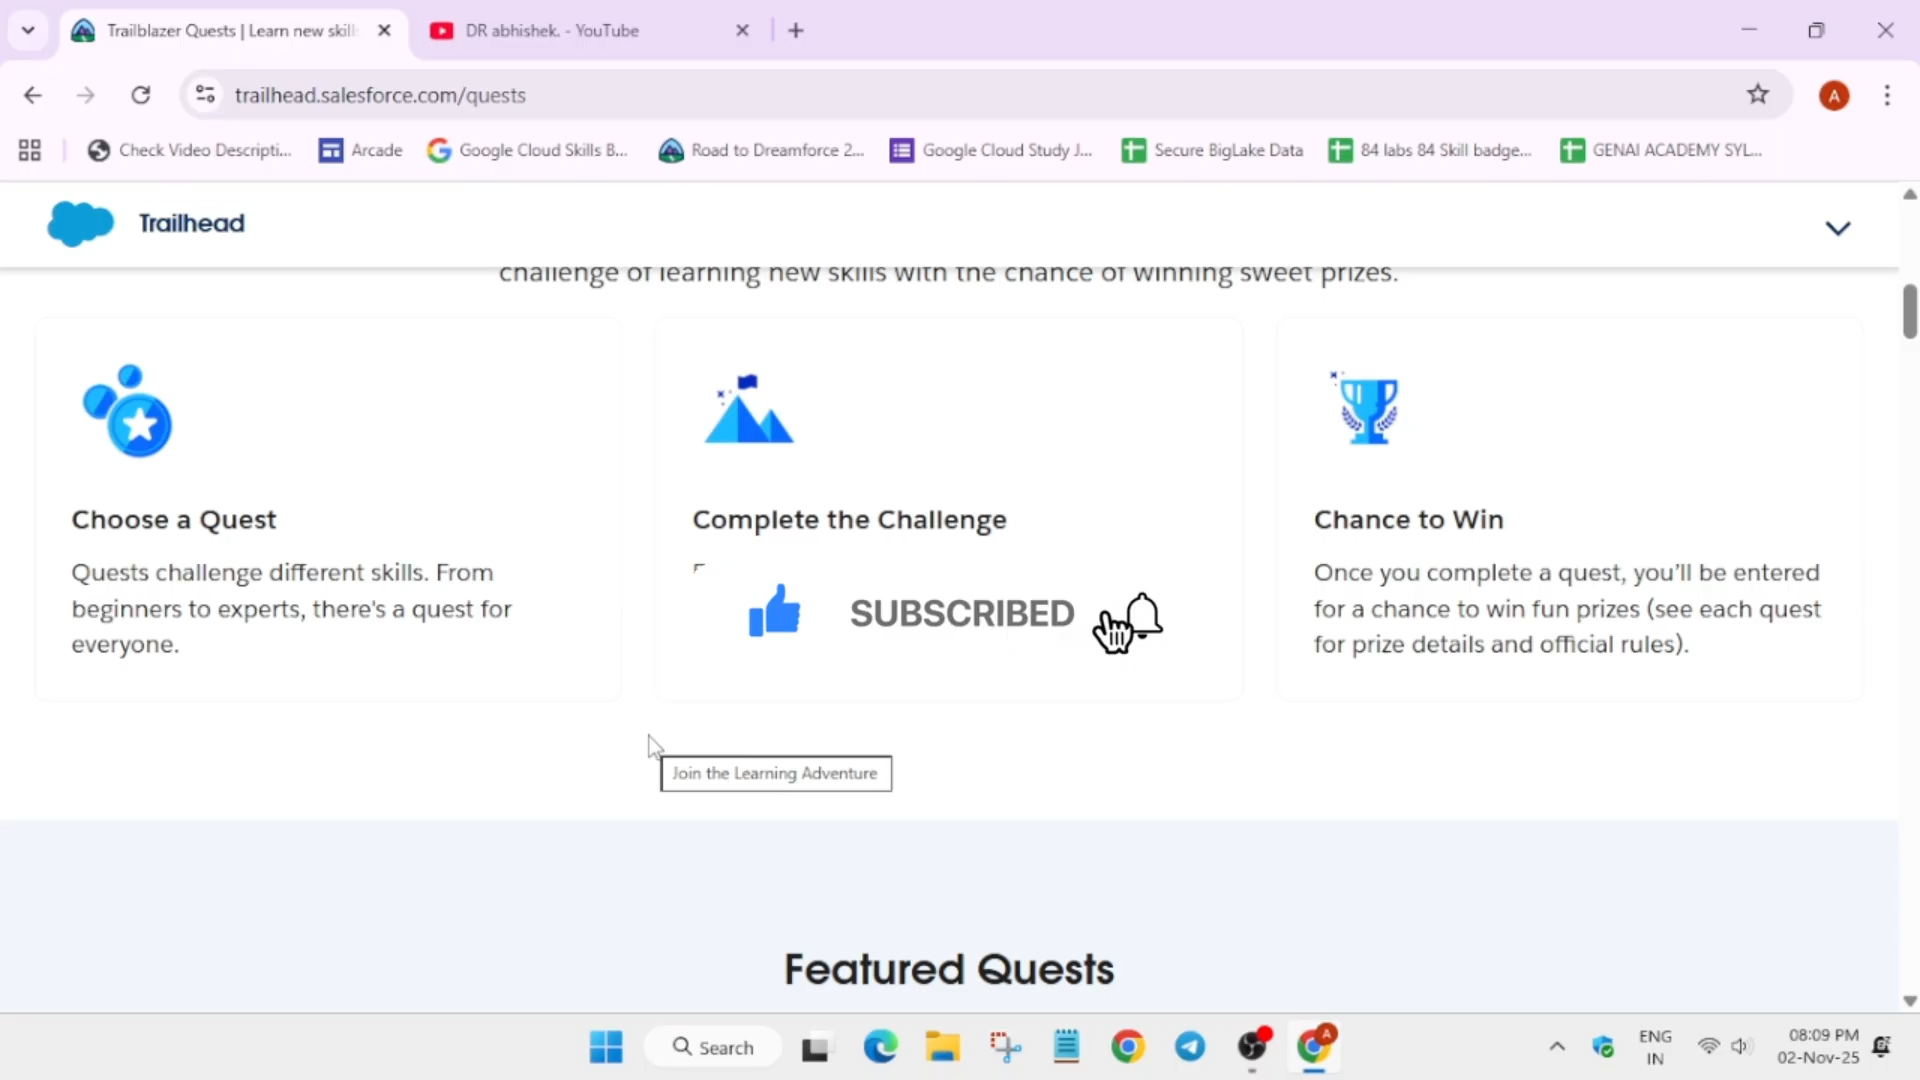 Trailblazer Quests | Learn new skills
DR abhishek. - YouTube
trailhead.salesforce.com/quests
A
Check Video Descripti...
Arcade
Google Cloud Skills B...
Road to Dreamforce 2...
Google Cloud Study J...
Secure BigLake Data
84 labs 84 Skill badge...
GENAI ACADEMY SYL...
Trailhead
challenge of learning new skills with the chance of winning sweet prizes.
Choose a Quest
Quests challenge different skills. From
beginners to experts, there's a quest for
everyone.
Complete the Challenge
SUBSCRIBED
Chance to Win
Once you complete a quest, you'll be entered
for a chance to win fun prizes (see each quest
for prize details and official rules).
Join the Learning Adventure
Featured Quests
Search
A
ENG
IN
08:09 PM
02-Nov-25